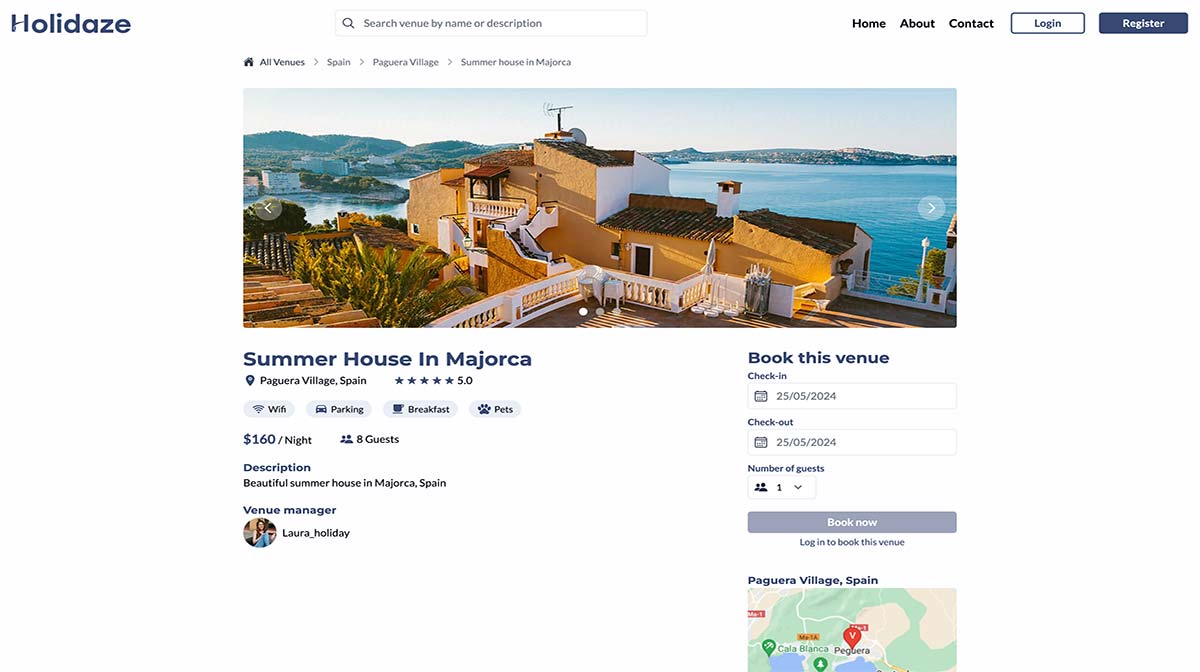 Holidaze
Search venue by name or description
Home About Contact Login Register
All Venues > Spain > Paguera Village > Summer house in Majorca
Summer House In Majorca
Paguera Village, Spain 5.0
Wifi Parking Breakfast Pets
$160 / Night 8 Guests
Description
Beautiful summer house in Majorca, Spain
Venue manager
Laura_holiday
Book this venue
Check-in
25/05/2024
Check-out
25/05/2024
Number of guests
1
Book now
Log in to book this venue
Paguera Village, Spain
Ma-1
Ma-1A
Ma-1
V
Cala Blanca
Peguera